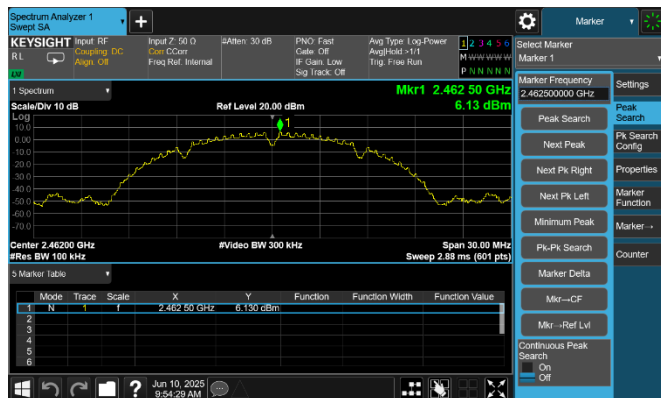 Spectrum Analyzer 1
Swept SA
KEYSIGHT
R L
LXI
Input: RF
Coupling: DC
Align: Off
Input Z: 50 Ω
Corr CCorr
Freq Ref: Internal
#Atten: 30 dB
PNO: Fast
Gate: Off
IF Gain: Low
Sig Track: Off
Avg Type: Log-Power
Avg|Hold:>1/1
Trig: Free Run
1 2 3 4 5 6
M W W W W W
P N N N N N
1 Spectrum
Scale/Div 10 dB
Ref Level 20.00 dBm
Mkr1 2.462 50 GHz
6.13 dBm
Log
1
10.0
0.00
-10.0
-20.0
-30.0
-40.0
-50.0
-60.0
-70.0
Center 2.46200 GHz
#Video BW 300 kHz
Span 30.00 MHz
#Res BW 100 kHz
Sweep 2.88 ms (601 pts)
5 Marker Table
Mode Trace Scale X Y Function Function Width Function Value
1 N 1 f 2.462 50 GHz 6.130 dBm
2
3
4
5
6
Jun 10, 2025
9:54:29 AM
Marker
Select Marker
Marker 1
Marker Frequency
2.462500000 GHz
Peak Search
Next Peak
Next Pk Right
Next Pk Left
Minimum Peak
Pk-Pk Search
Marker Delta
Mkr→CF
Mkr→Ref Lvl
Continuous Peak
Search
On
Off
Settings
Peak
Search
Pk Search
Config
Properties
Marker
Function
Marker→
Counter